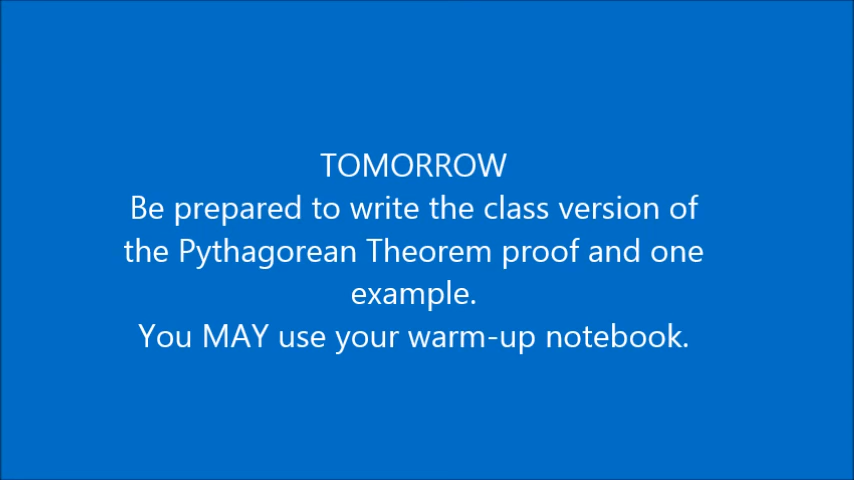 TOMORROW
Be prepared to write the class version of
the Pythagorean Theorem proof and one
example.
You MAY use your warm-up notebook.